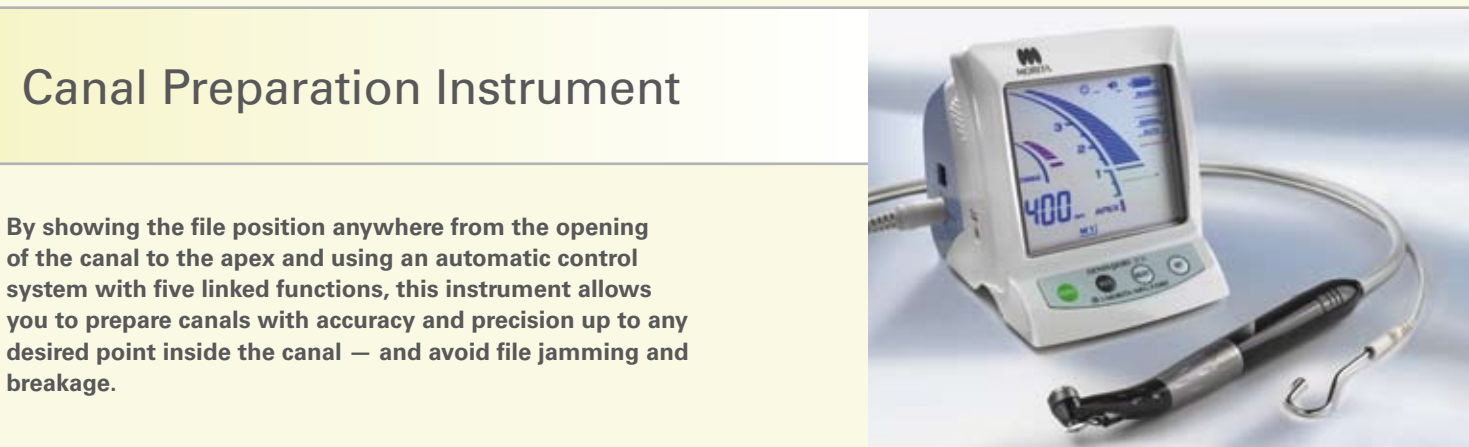 Canal Preparation Instrument
By showing the file position anywhere from the opening
of the canal to the apex and using an automatic control
system with five linked functions, this instrument allows
you to prepare canals with accuracy and precision up to any
desired point inside the canal — and avoid file jamming and
breakage.
MORITA
3
2
1
400
APEX
M1